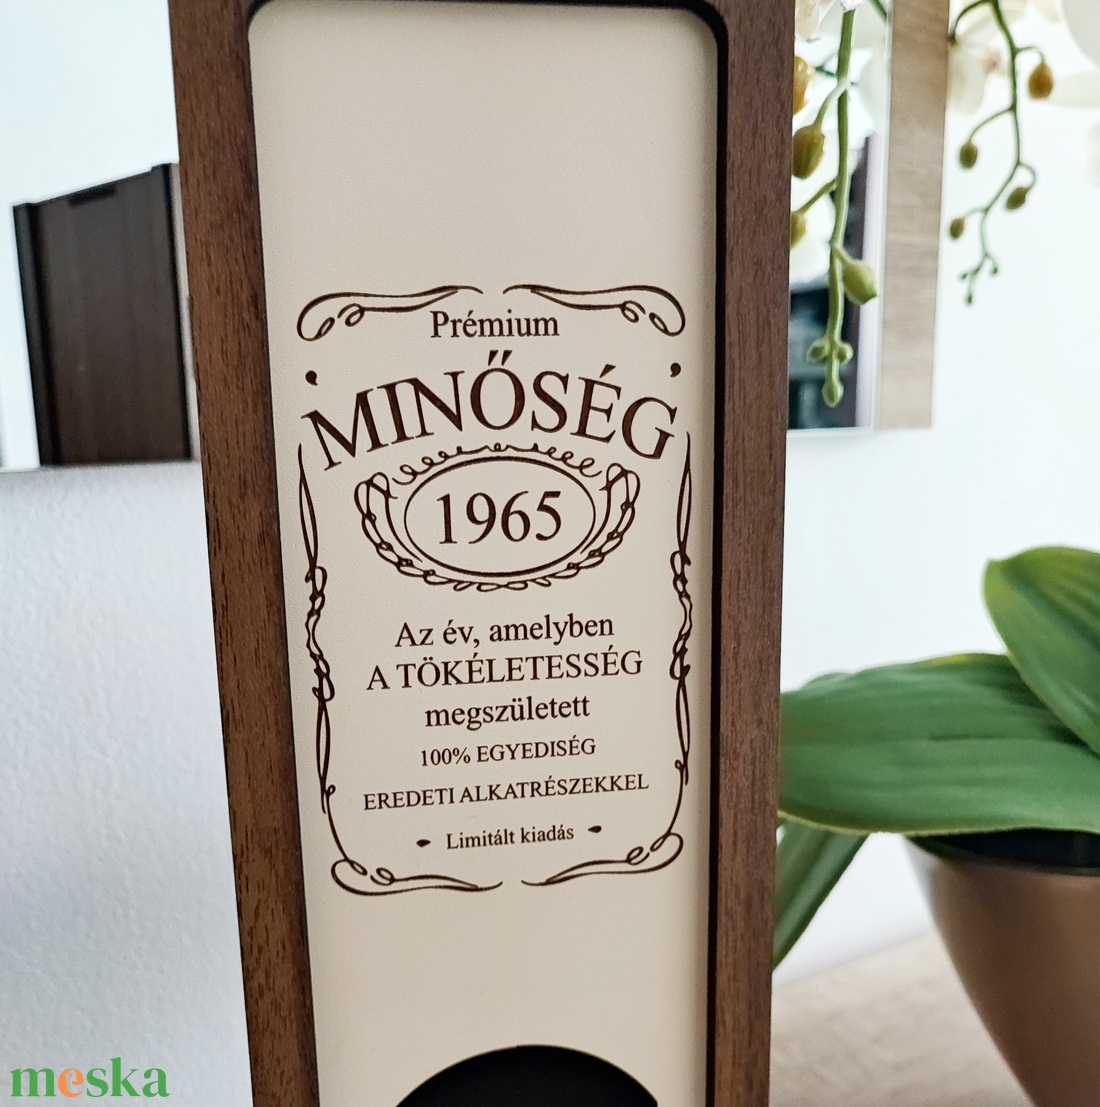 Prémium
MINŐSÉG
1965
Az év, amelyben
A TÖKÉLETESSÉG
megszületett
100% EGYEDISÉG
EREDETI ALKATRÉSZEKKEL
Limitált kiadás
meska